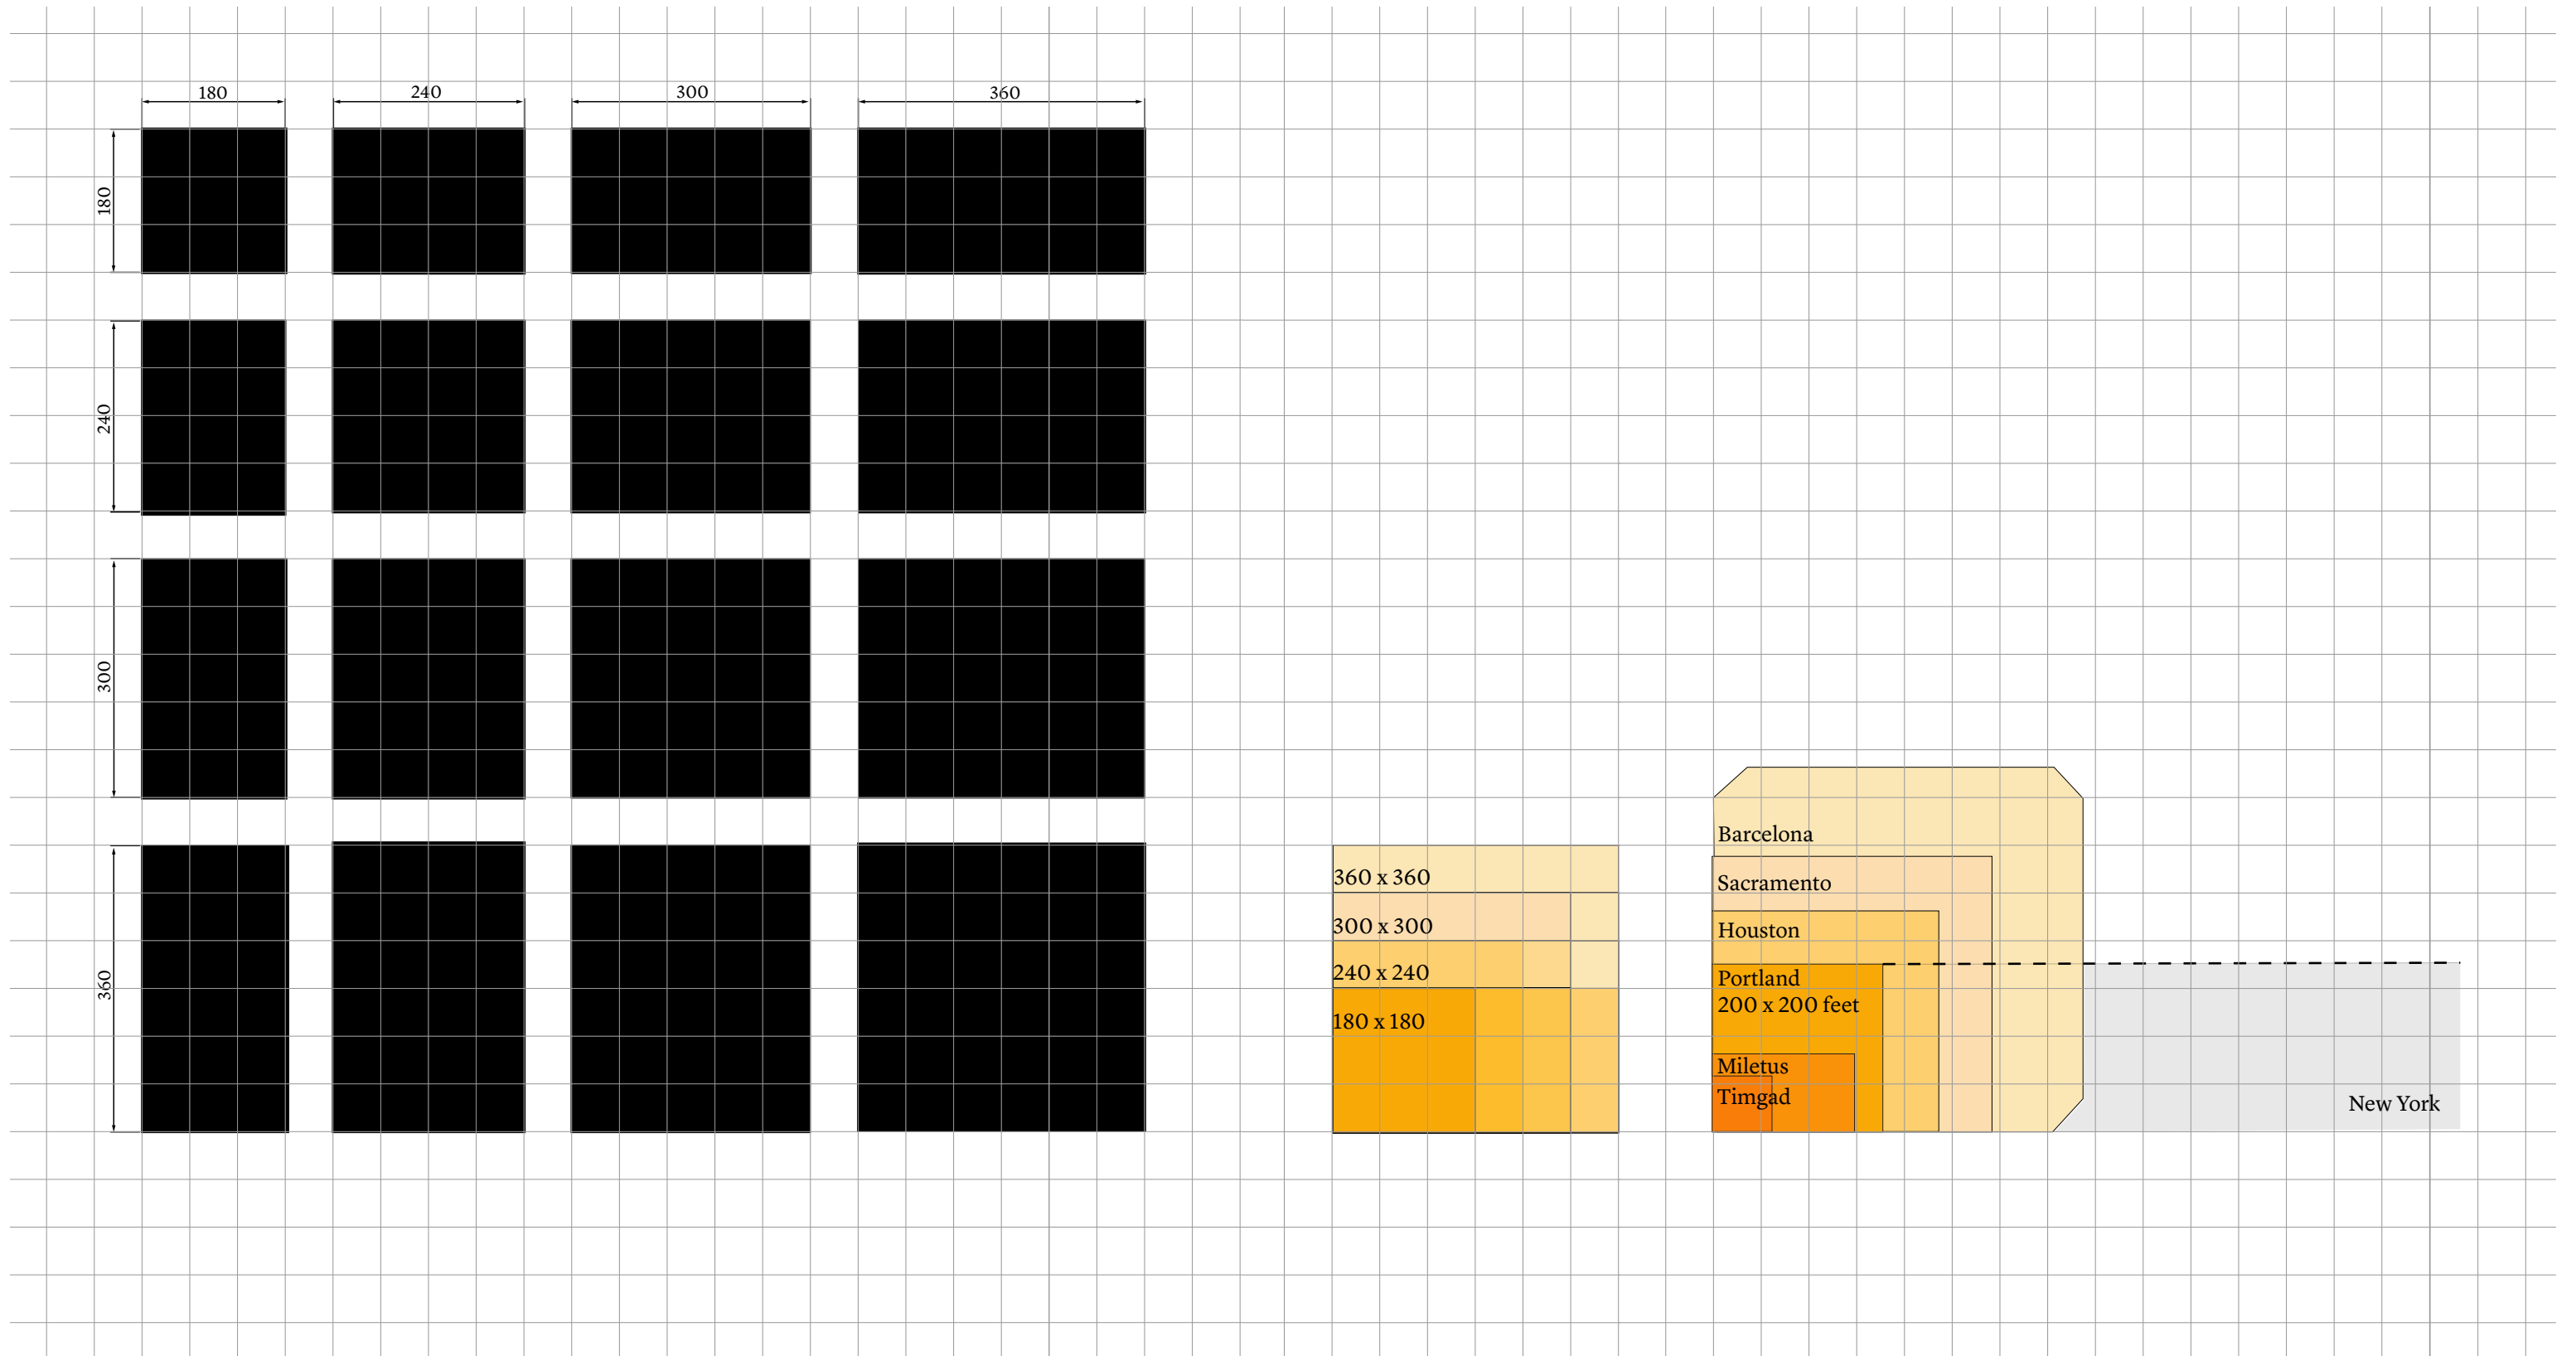 180
240
300
360
180
240
300
360
360 x 360
300 x 300
240 x 240
180 x 180
Barcelona
Sacramento
Houston
Portland
200 x 200 feet
Miletus
Timgad
New York